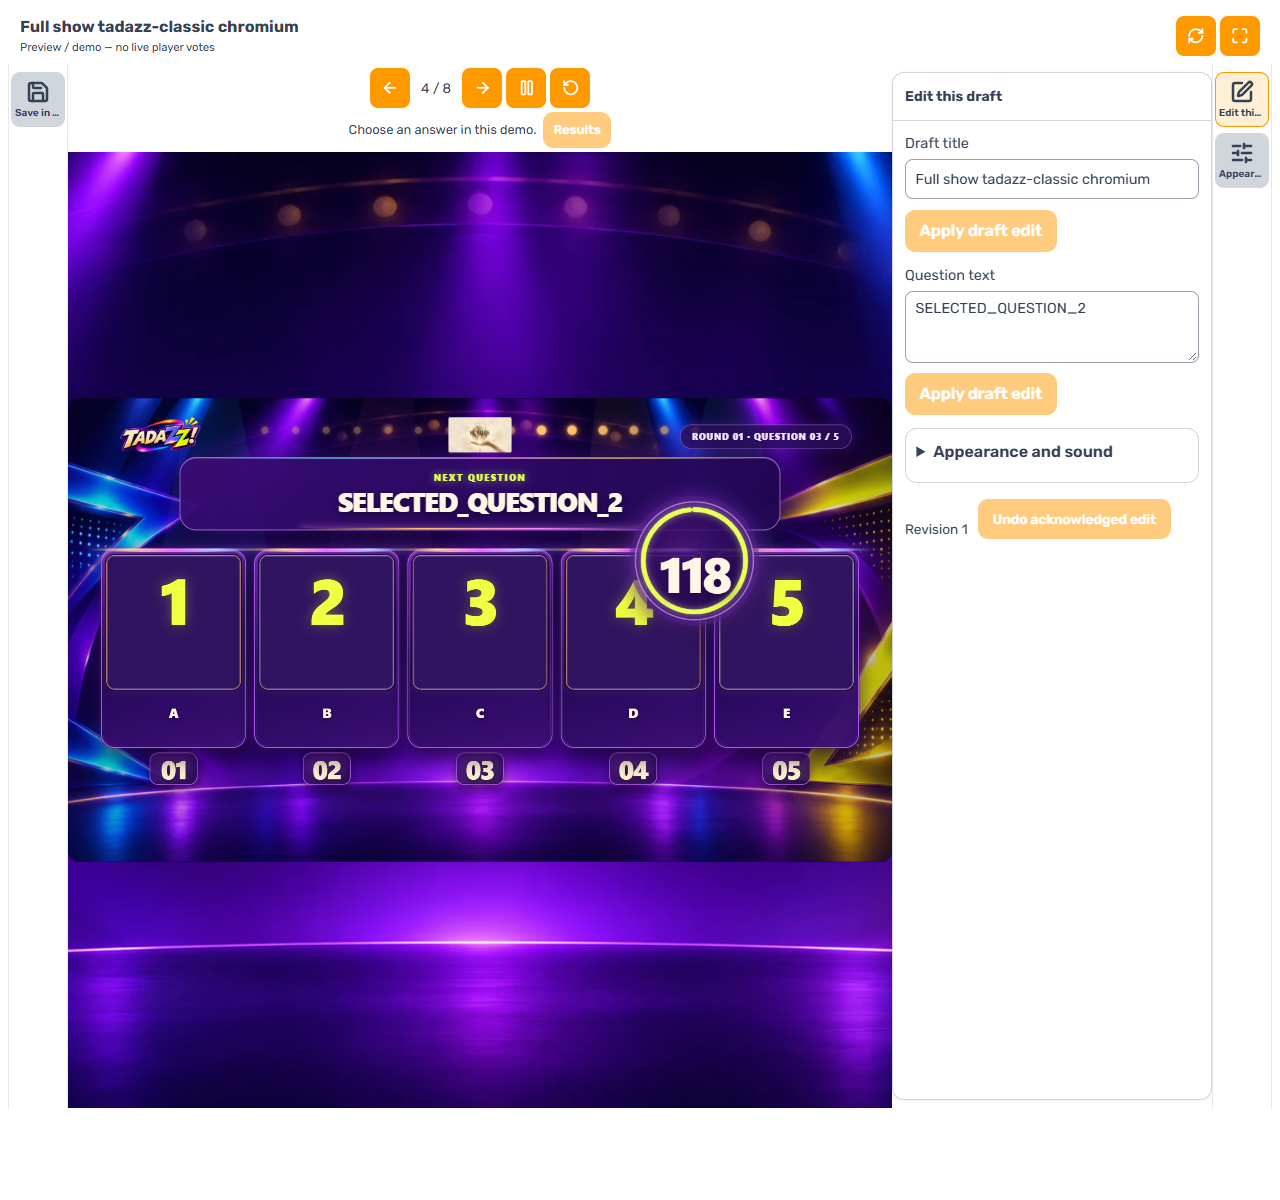 Full show tadazz-classic chromium
Preview / demo — no live player votes
Save in ...
4 / 8
Choose an answer in this demo.
Results
Edit this draft
Draft title
Full show tadazz-classic chromium
Apply draft edit
Question text
SELECTED_QUESTION_2
Apply draft edit
Appearance and sound
Revision 1
Undo acknowledged edit
Edit thi...
Appear...
TADAZZ!
ROUND 01 · QUESTION 03 / 5
NEXT QUESTION
SELECTED_QUESTION_2
118
1
2
3
4
5
A
B
C
D
E
01
02
03
04
05